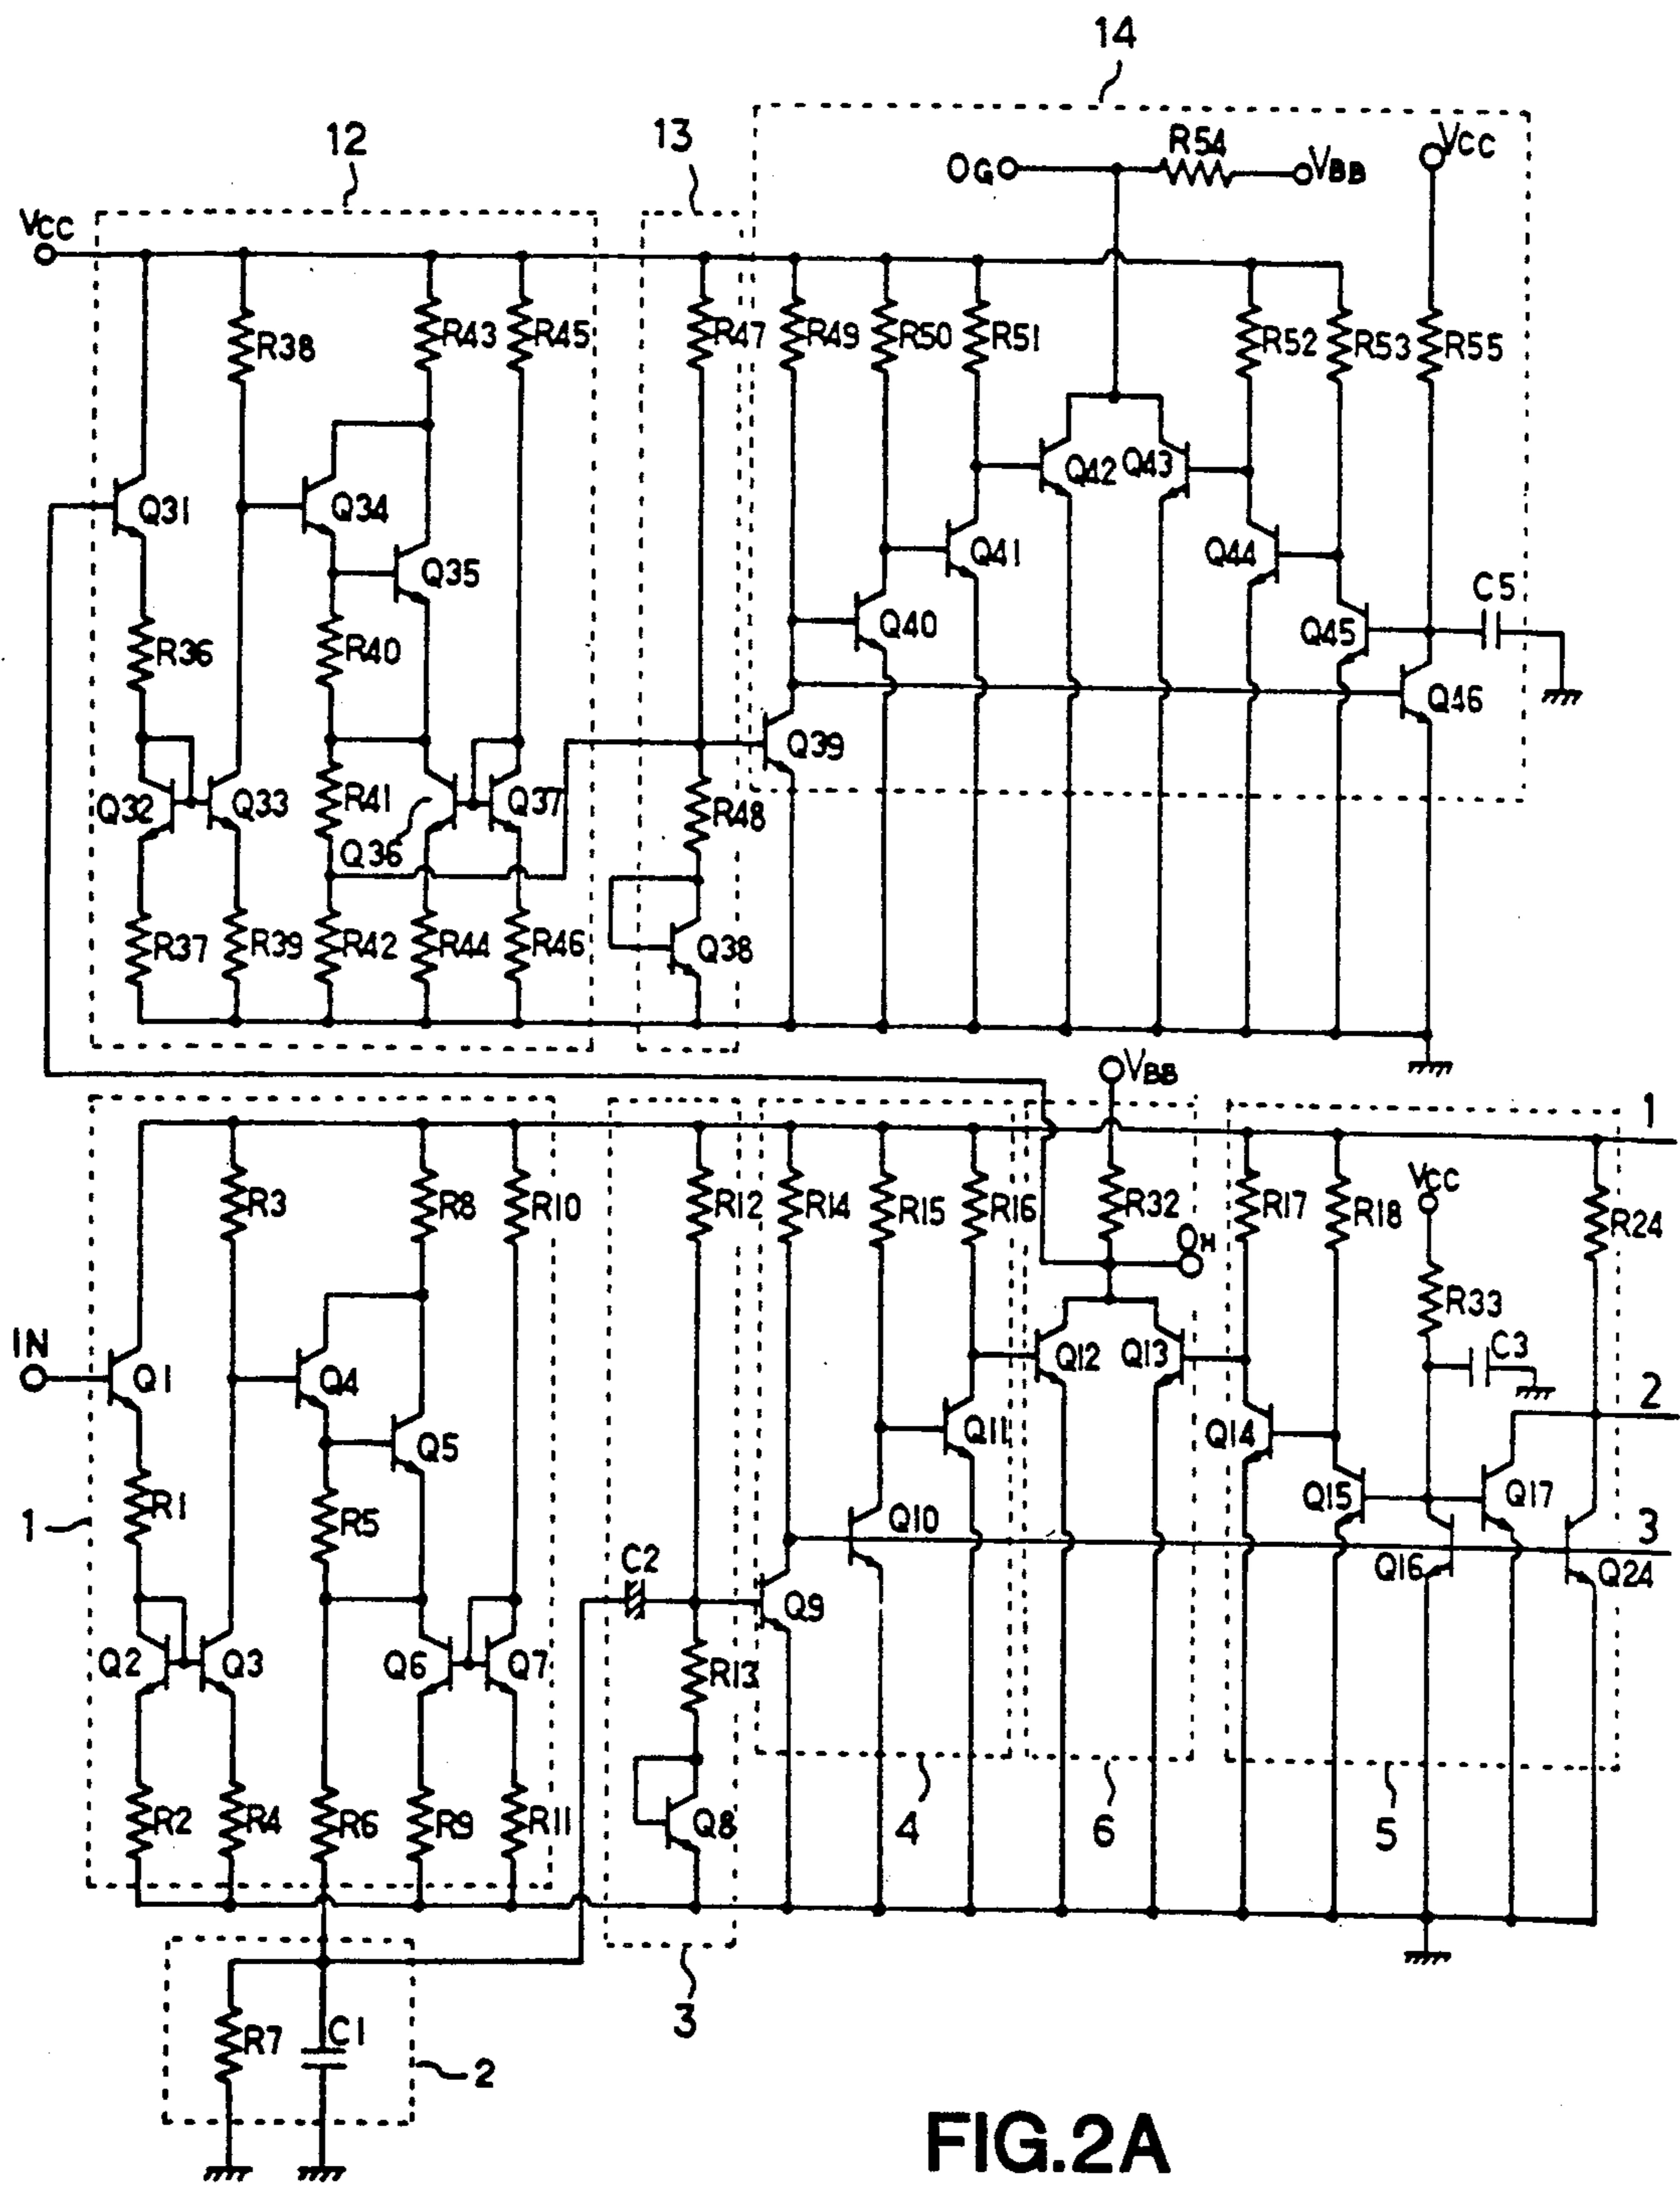 14
12
13
VCC
OG
R54
VBB
VCC
R38
R43
R45
R47
R49
R50
R51
R52
R53
R55
Q31
Q34
Q35
Q42
Q43
Q41
Q44
C5
R36
R40
Q40
Q45
Q46
Q32
Q33
R41
Q36
Q37
Q39
R48
R37
R39
R42
R44
R46
Q38
VBB
1
R3
R8
R10
R12
R14
R15
R16
R32
OH
R17
R18
VCC
R24
R33
C3
IN
Q1
Q4
Q12
Q13
2
Q5
Q11
Q14
Q15
Q17
1
R1
R5
Q10
3
C2
Q9
Q16
Q24
Q2
Q3
Q6
Q7
R13
R2
R4
R6
R9
R11
Q8
4
6
5
3
R7
C1
2
FIG.2A